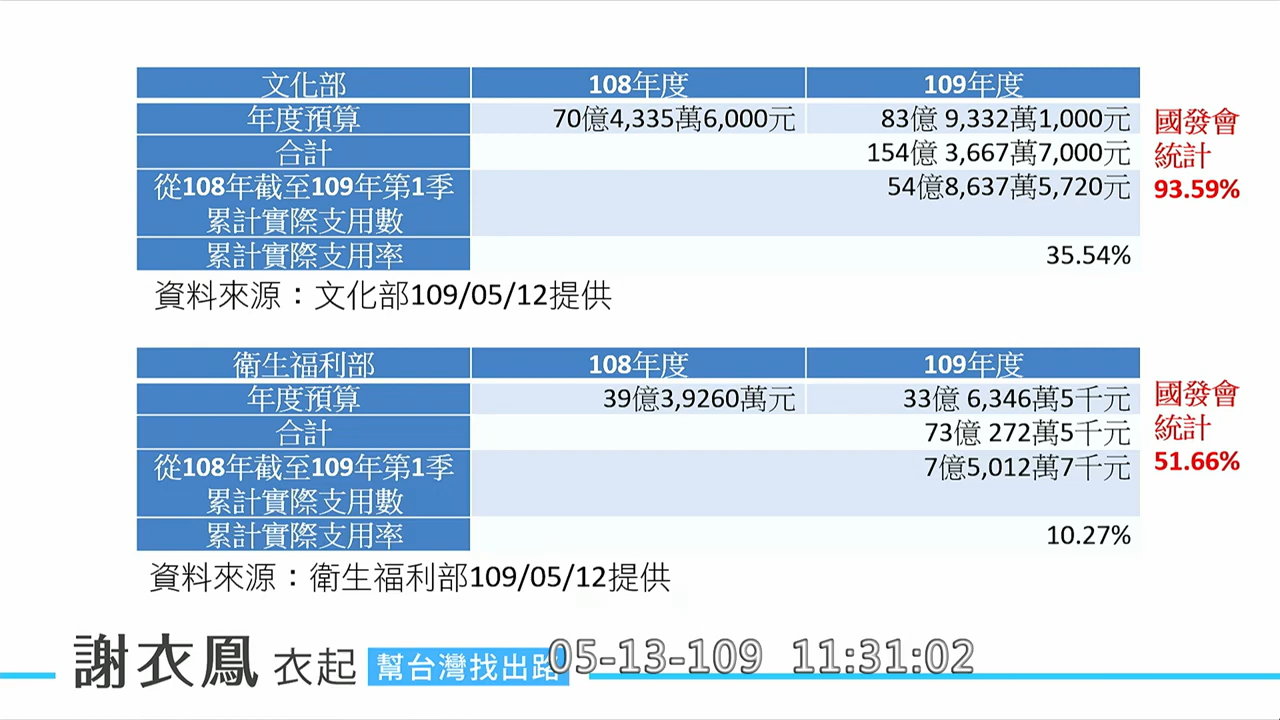 文化部 108年度 109年度
年度預算 70億4,335萬6,000元 83億 9,332萬1,000元
合計 154億 3,667萬7,000元
從108年截至109年第1季 54億8,637萬5,720元
累計實際支用數
累計實際支用率 35.54%
國發會
統計
93.59%
資料來源：文化部109/05/12提供
衛生福利部 108年度 109年度
年度預算 39億3,9260萬元 33億 6,346萬5千元
合計 73億 272萬5千元
從108年截至109年第1季 7億5,012萬7千元
累計實際支用數
累計實際支用率 10.27%
國發會
統計
51.66%
資料來源：衛生福利部109/05/12提供
謝衣鳳 衣起 幫台灣找出路
05-13-109 11:31:02